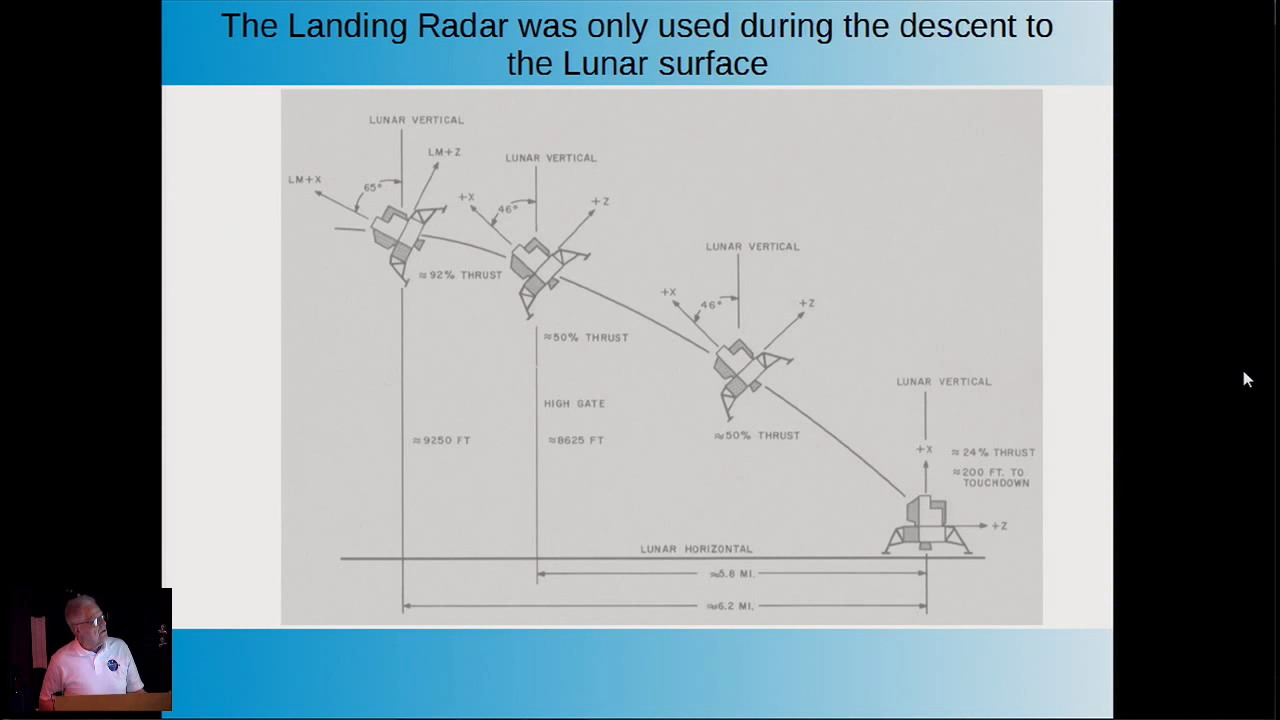 The Landing Radar was only used during the descent to
the Lunar surface
LUNAR VERTICAL
LM+Z
LM+X
65°
≈92% THRUST
≈9250 FT
LUNAR VERTICAL
+X
46°
+Z
≈50% THRUST
HIGH GATE
≈8625 FT
LUNAR VERTICAL
+X
46°
+Z
≈50% THRUST
LUNAR VERTICAL
+X
≈24% THRUST
≈200 FT. TO
TOUCHDOWN
+Z
LUNAR HORIZONTAL
≈5.8 MI.
≈6.2 MI.